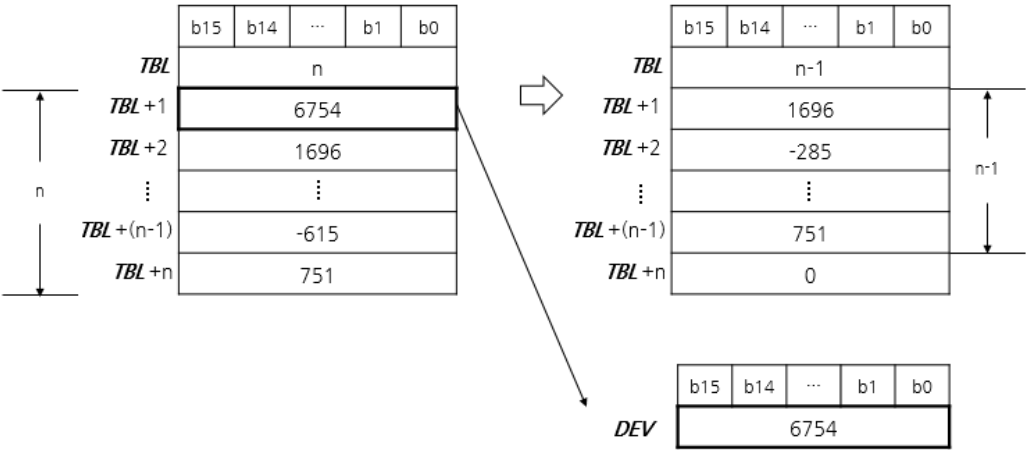 b15 b14 ... b1 b0
TBL n
TBL+1 6754
TBL+2 1696
⋮ ⋮
TBL+(n-1) -615
TBL+n 751
n
b15 b14 ... b1 b0
TBL n-1
TBL+1 1696
TBL+2 -285
⋮ ⋮
TBL+(n-1) 751
TBL+n 0
n-1
b15 b14 ... b1 b0
DEV 6754